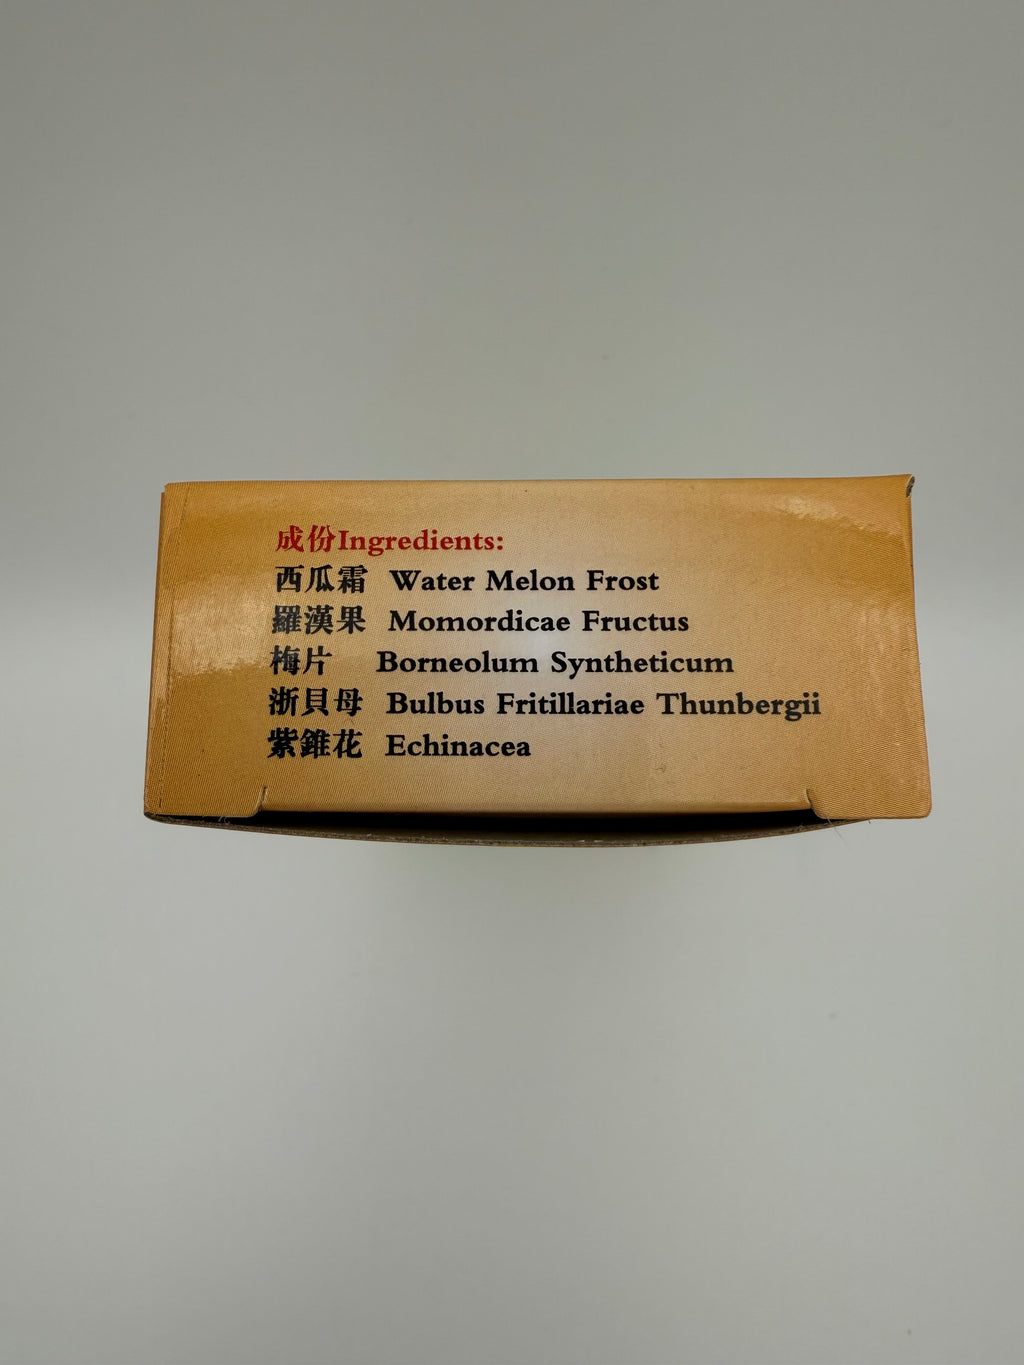 成份Ingredients:
西瓜霜 Water Melon Frost
羅漢果 Momordicae Fructus
梅片 Borneolum Syntheticum
浙貝母 Bulbus Fritillariae Thunbergii
紫錐花 Echinacea